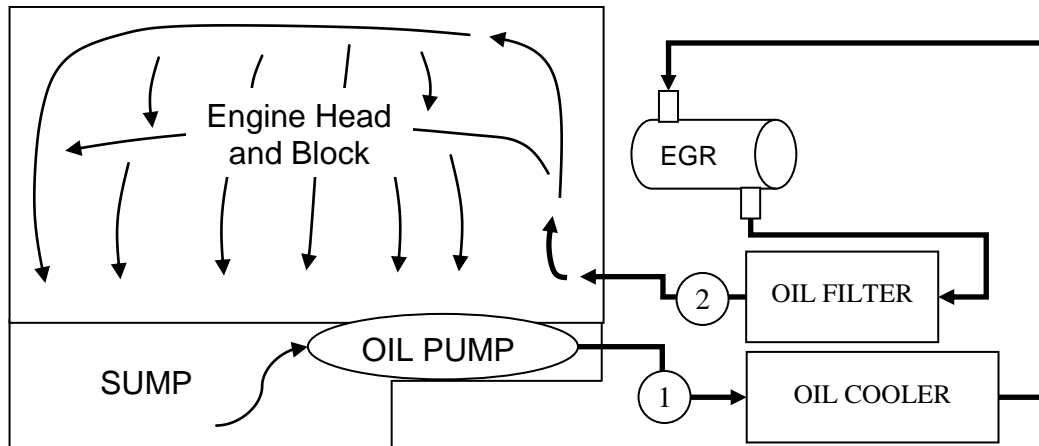 Engine Head
and Block
EGR
2
OIL FILTER
OIL PUMP
SUMP
1
OIL COOLER